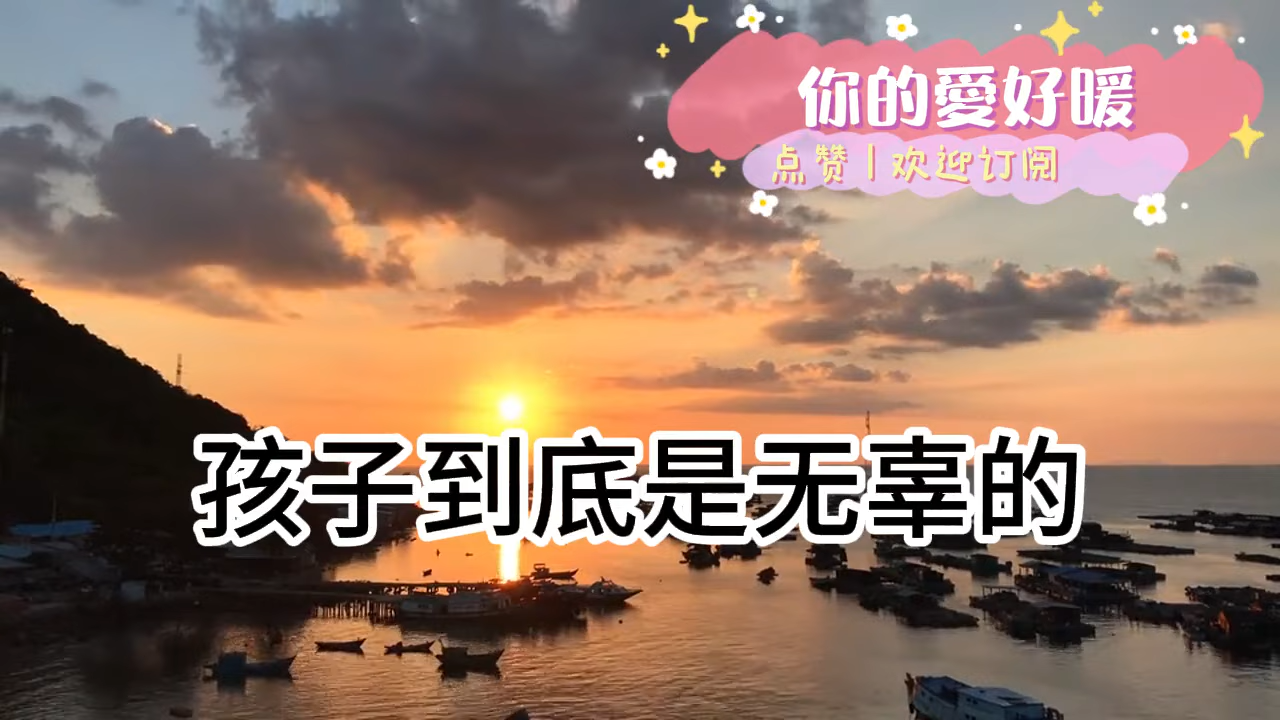 你的愛好暖
点赞 | 欢迎订阅
孩子到底是无辜的